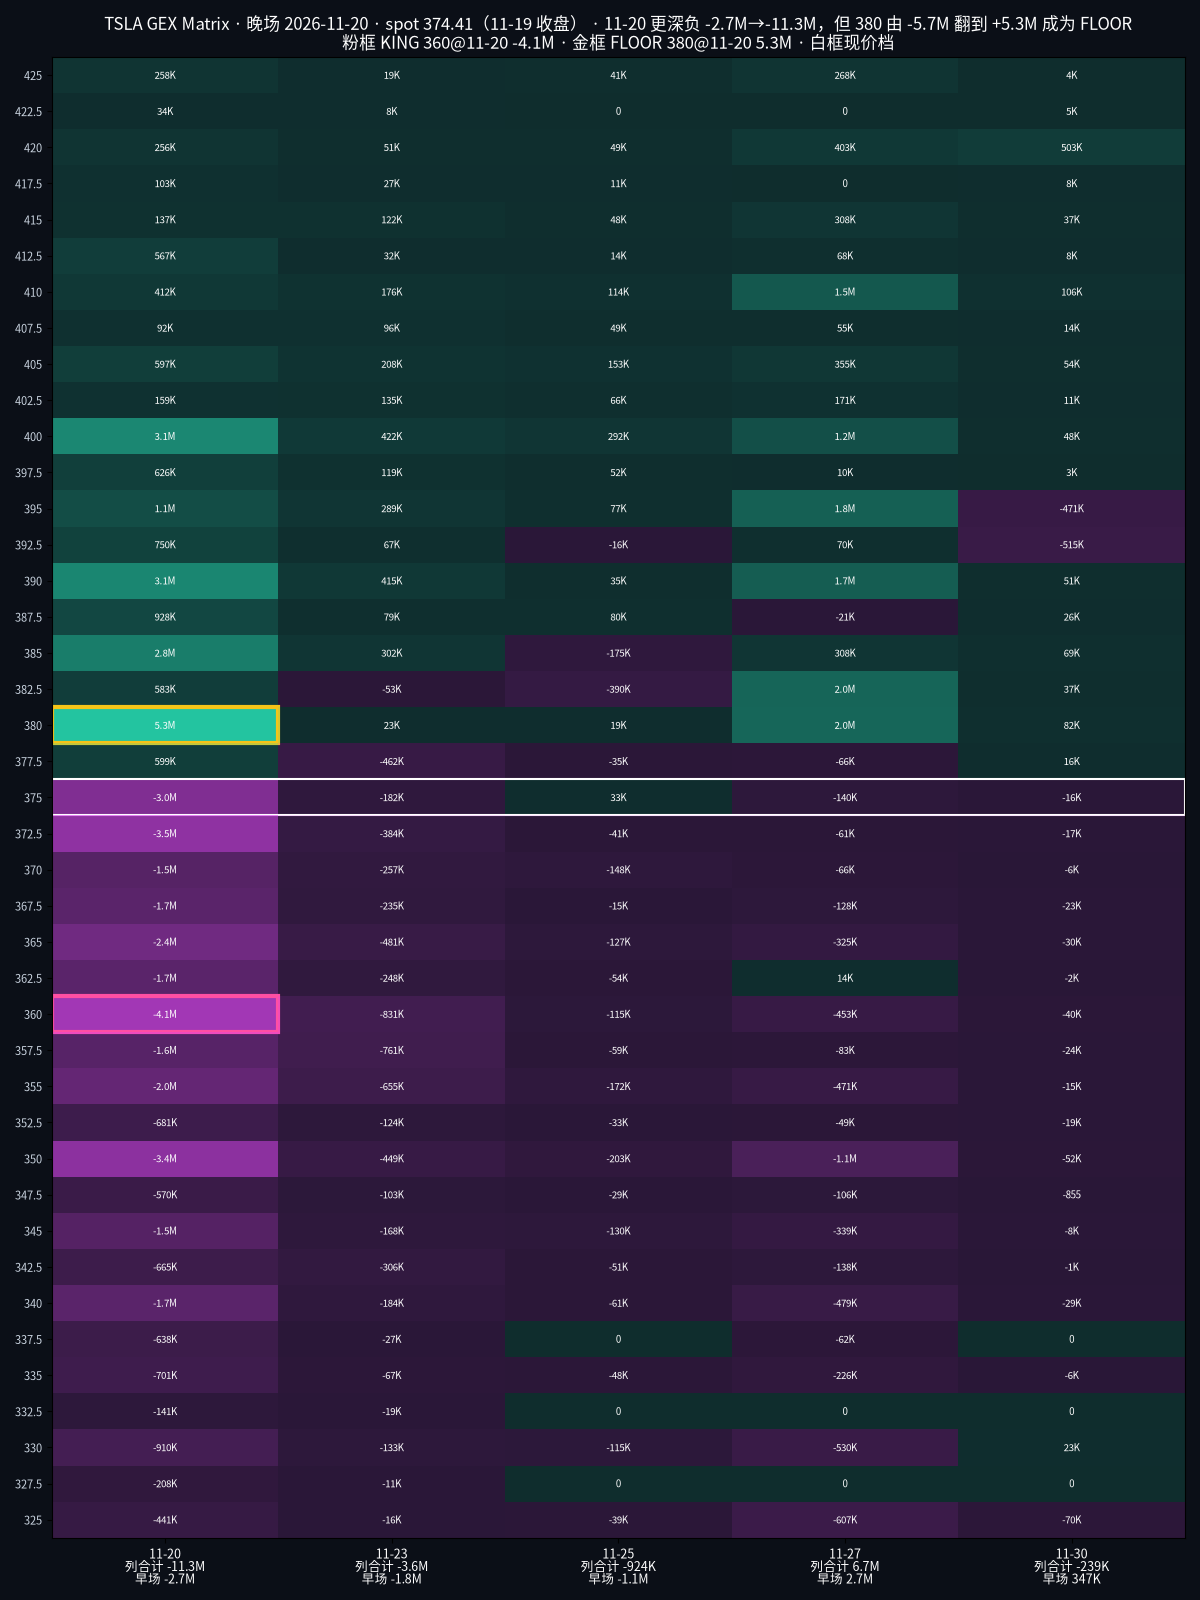 TSLA GEX Matrix · 晚场 2026-11-20 · spot 374.41（11-19 收盘） · 11-20 更深负 -2.7M→-11.3M，但 380 由 -5.7M 翻到 +5.3M 成为 FLOOR
粉框 KING 360@11-20 -4.1M · 金框 FLOOR 380@11-20 5.3M · 白框现价档
425 258K 19K 41K 268K 4K
422.5 34K 8K 0 0 5K
420 256K 51K 49K 403K 503K
417.5 103K 27K 11K 0 8K
415 137K 122K 48K 308K 37K
412.5 567K 32K 14K 68K 8K
410 412K 176K 114K 1.5M 106K
407.5 92K 96K 49K 55K 14K
405 597K 208K 153K 355K 54K
402.5 159K 135K 66K 171K 11K
400 3.1M 422K 292K 1.2M 48K
397.5 626K 119K 52K 10K 3K
395 1.1M 289K 77K 1.8M -471K
392.5 750K 67K -16K 70K -515K
390 3.1M 415K 35K 1.7M 51K
387.5 928K 79K 80K -21K 26K
385 2.8M 302K -175K 308K 69K
382.5 583K -53K -390K 2.0M 37K
380 5.3M 23K 19K 2.0M 82K
377.5 599K -462K -35K -66K 16K
375 -3.0M -182K 33K -140K -16K
372.5 -3.5M -384K -41K -61K -17K
370 -1.5M -257K -148K -66K -6K
367.5 -1.7M -235K -15K -128K -23K
365 -2.4M -481K -127K -325K -30K
362.5 -1.7M -248K -54K 14K -2K
360 -4.1M -831K -115K -453K -40K
357.5 -1.6M -761K -59K -83K -24K
355 -2.0M -655K -172K -471K -15K
352.5 -681K -124K -33K -49K -19K
350 -3.4M -449K -203K -1.1M -52K
347.5 -570K -103K -29K -106K -855
345 -1.5M -168K -130K -339K -8K
342.5 -665K -306K -51K -138K -1K
340 -1.7M -184K -61K -479K -29K
337.5 -638K -27K 0 -62K 0
335 -701K -67K -48K -226K -6K
332.5 -141K -19K 0 0 0
330 -910K -133K -115K -530K 23K
327.5 -208K -11K 0 0 0
325 -441K -16K -39K -607K -70K
11-20 11-23 11-25 11-27 11-30
列合计 -11.3M 列合计 -3.6M 列合计 -924K 列合计 6.7M 列合计 -239K
早场 -2.7M 早场 -1.8M 早场 -1.1M 早场 2.7M 早场 347K